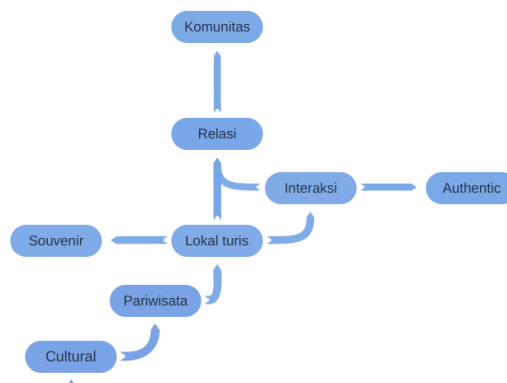 Komunitas
Relasi
Interaksi
Authentic
Souvenir
Lokal turis
Pariwisata
Cultural